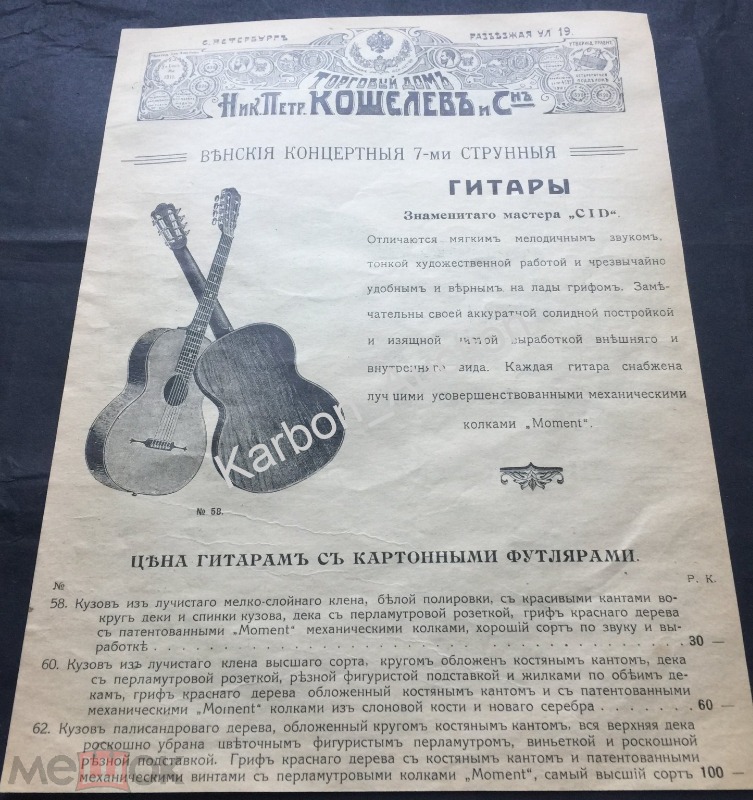 С. ПЕТЕРБУРГЪ
РАЗЪѢЗЖАЯ УЛ 19.
ТОРГОВЫЙ ДОМЪ
НИК. ПЕТР. КОШЕЛЕВЪ И СНЪ
ВѢНСКІЯ КОНЦЕРТНЫЯ 7-МИ СТРУННЫЯ
ГИТАРЫ
Знаменитаго мастера „CID“.
Отличаются мягкимъ мелодичнымъ звукомъ,
тонкой художественной работой и чрезвычайно
удобнымъ и вѣрнымъ на лады грифомъ. Замѣ-
чательны своей аккуратной солидной постройкой
и изящной чистой выработкой внѣшняго и
внутренняго вида. Каждая гитара снабжена
лучшими усовершенствованными механическими
колками „Moment“.
Karbon
№ 58.
ЦѢНА ГИТАРАМЪ СЪ КАРТОННЫМИ ФУТЛЯРАМИ.
№ Р. К.
58. Кузовъ изъ лучистаго мелко-слойнаго клена, бѣлой полировки, съ красивыми кантами во-
кругъ деки и спинки кузова, дека съ перламутровой розеткой, грифъ краснаго дерева
съ патентованными „Moment“ механическими колками, хорошій сортъ по звуку и вы-
работкѣ . . . . . . . . . . . . . . . . . . . . . . . . . . . . . . 30 —
60. Кузовъ изъ лучистаго клена высшаго сорта, кругомъ обложенъ костянымъ кантомъ, дека
съ перламутровой розеткой, рѣзной фигуристой подставкой и жилками по объимъ де-
камъ, грифъ краснаго дерева обложенный костянымъ кантомъ и съ патентованными
механическими „Moment“ колками изъ слоновой кости и новаго серебра . . . . . . . 60 —
62. Кузовъ палисандроваго дерева, обложенный кругомъ костянымъ кантомъ, вся верхняя дека
роскошно убрана цвѣточнымъ фигуристымъ перламутромъ, виньеткой и роскошной
рѣзной подставкой. Грифъ краснаго дерева съ костянымъ кантомъ и патентованными
механическими винтами съ перламутровыми колками „Moment“, самый высшій сортъ 100 —
мешок